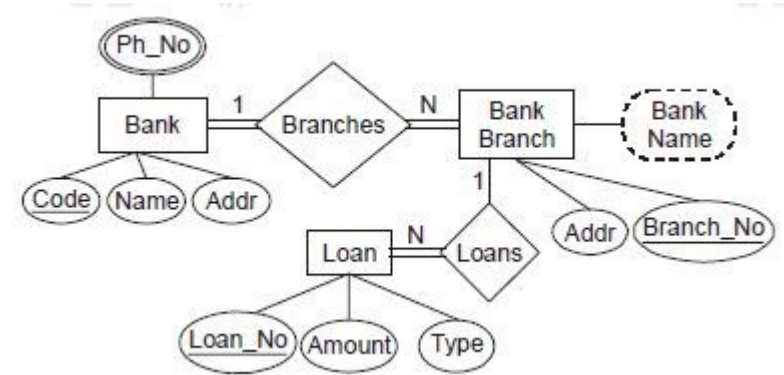 Ph_No
Bank
1
Branches
N
Bank
Branch
Bank
Name
Code
Name
Addr
1
Addr
Branch_No
Loan
N
Loans
Loan_No
Amount
Type